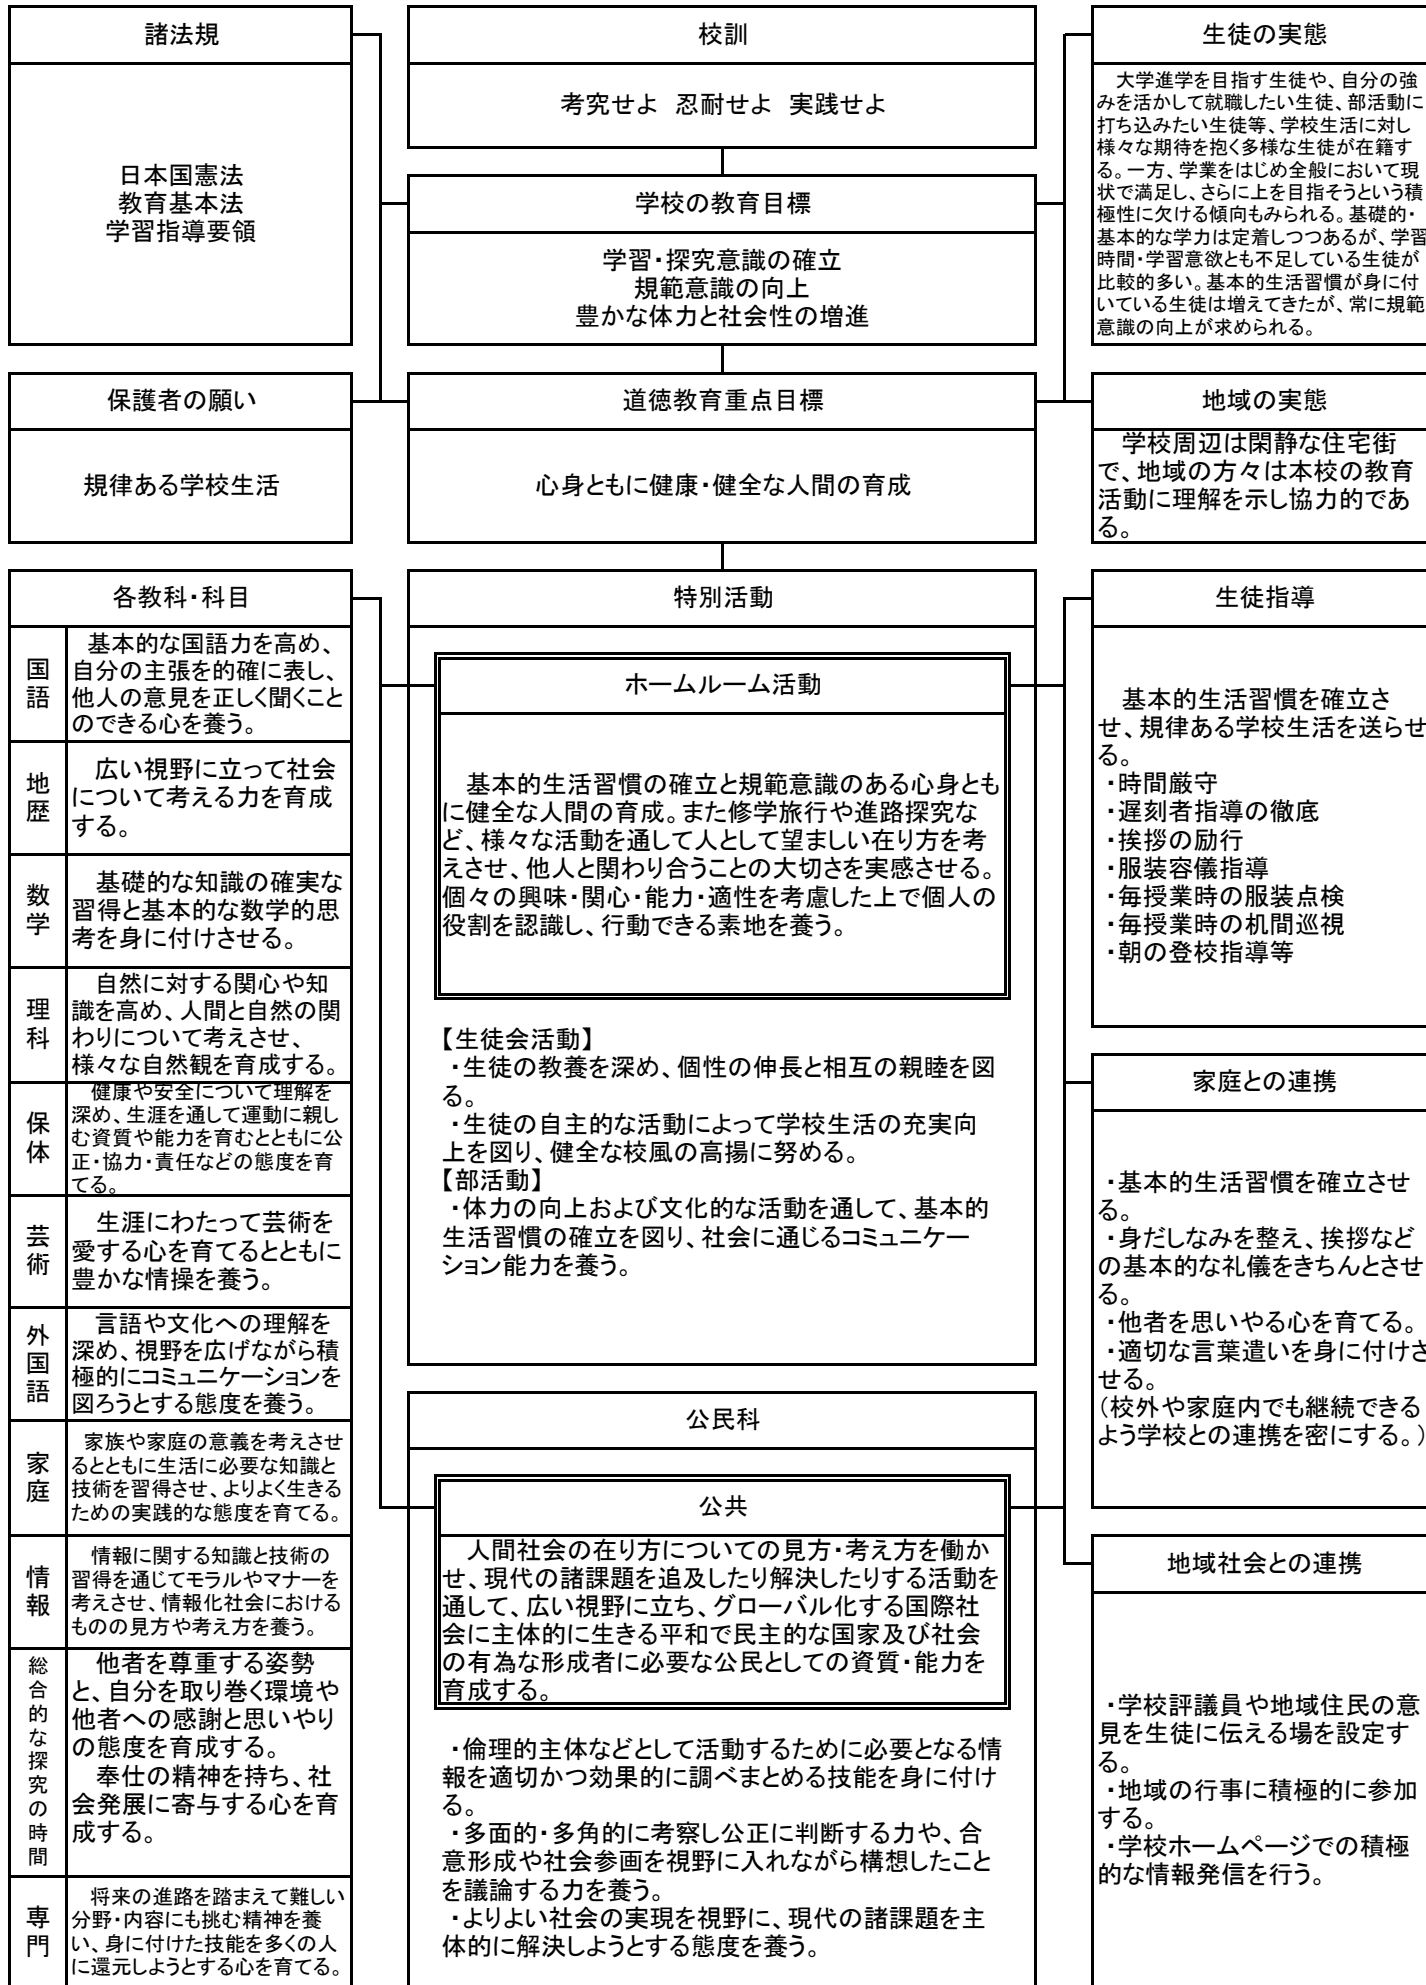 諸法規
日本国憲法
教育基本法
学習指導要領
校訓
考究せよ　忍耐せよ　実践せよ
学校の教育目標
学習・探究意識の確立
規範意識の向上
豊かな体力と社会性の増進
生徒の実態
大学進学を目指す生徒や、自分の強
みを活かして就職したい生徒、部活動に
打ち込みたい生徒等、学校生活に対し
様々な期待を抱く多様な生徒が在籍す
る。一方、学業をはじめ全般において現
状で満足し、さらに上を目指そうという積
極性に欠ける傾向もみられる。基礎的・
基本的な学力は定着しつつあるが、学習
時間・学習意欲とも不足している生徒が
比較的多い。基本的生活習慣が身に付
いている生徒は増えてきたが、常に規範
意識の向上が求められる。
保護者の願い
規律ある学校生活
道徳教育重点目標
心身ともに健康・健全な人間の育成
地域の実態
学校周辺は閑静な住宅街
で、地域の方々は本校の教育
活動に理解を示し協力的であ
る。
各教科・科目
国語
基本的な国語力を高め、
自分の主張を的確に表し、
他人の意見を正しく聞くこと
のできる心を養う。
地歴
広い視野に立って社会
について考える力を育成
する。
数学
基礎的な知識の確実な
習得と基本的な数学的思
考を身に付けさせる。
理科
自然に対する関心や知
識を高め、人間と自然の関
わりについて考えさせ、
様々な自然観を育成する。
保体
健康や安全について理解を
深め、生涯を通して運動に親し
む資質や能力を育むとともに公
正・協力・責任などの態度を育
てる。
芸術
生涯にわたって芸術を
愛する心を育てるとともに
豊かな情操を養う。
外国語
言語や文化への理解を
深め、視野を広げながら積
極的にコミュニケーションを
図ろうとする態度を養う。
家庭
家族や家庭の意義を考えさせ
るとともに生活に必要な知識と
技術を習得させ、よりよく生きる
ための実践的な態度を育てる。
情報
情報に関する知識と技術の
習得を通じてモラルやマナーを
考えさせ、情報化社会における
ものの見方や考え方を養う。
総合的な探究の時間
他者を尊重する姿勢
と、自分を取り巻く環境や
他者への感謝と思いやり
の態度を育成する。
奉仕の精神を持ち、社
会発展に寄与する心を育
成する。
専門
将来の進路を踏まえて難しい
分野・内容にも挑む精神を養
い、身に付けた技能を多くの人
に還元しようとする心を育てる。
特別活動
ホームルーム活動
基本的生活習慣の確立と規範意識のある心身とも
に健全な人間の育成。また修学旅行や進路探究な
ど、様々な活動を通して人として望ましい在り方を考
えさせ、他人と関わり合うことの大切さを実感させる。
個々の興味・関心・能力・適性を考慮した上で個人の
役割を認識し、行動できる素地を養う。
【生徒会活動】
・生徒の教養を深め、個性の伸長と相互の親睦を図
る。
・生徒の自主的な活動によって学校生活の充実向
上を図り、健全な校風の高揚に努める。
【部活動】
・体力の向上および文化的な活動を通して、基本的
生活習慣の確立を図り、社会に通じるコミュニケー
ション能力を養う。
公民科
公共
人間社会の在り方についての見方・考え方を働か
せ、現代の諸課題を追及したり解決したりする活動を
通して、広い視野に立ち、グローバル化する国際社
会に主体的に生きる平和で民主的な国家及び社会
の有為な形成者に必要な公民としての資質・能力を
育成する。
・倫理的主体などとして活動するために必要となる情
報を適切かつ効果的に調べまとめる技能を身に付け
る。
・多面的・多角的に考察し公正に判断する力や、合
意形成や社会参画を視野に入れながら構想したこと
を議論する力を養う。
・よりよい社会の実現を視野に、現代の諸課題を主
体的に解決しようとする態度を養う。
生徒指導
基本的生活習慣を確立さ
せ、規律ある学校生活を送らせ
る。
・時間厳守
・遅刻者指導の徹底
・挨拶の励行
・服装容儀指導
・毎授業時の服装点検
・毎授業時の机間巡視
・朝の登校指導等
家庭との連携
・基本的生活習慣を確立させ
る。
・身だしなみを整え、挨拶など
の基本的な礼儀をきちんとさせ
る。
・他者を思いやる心を育てる。
・適切な言葉遣いを身に付けさ
せる。
（校外や家庭内でも継続できる
よう学校との連携を密にする。）
地域社会との連携
・学校評議員や地域住民の意
見を生徒に伝える場を設定す
る。
・地域の行事に積極的に参加
する。
・学校ホームページでの積極
的な情報発信を行う。